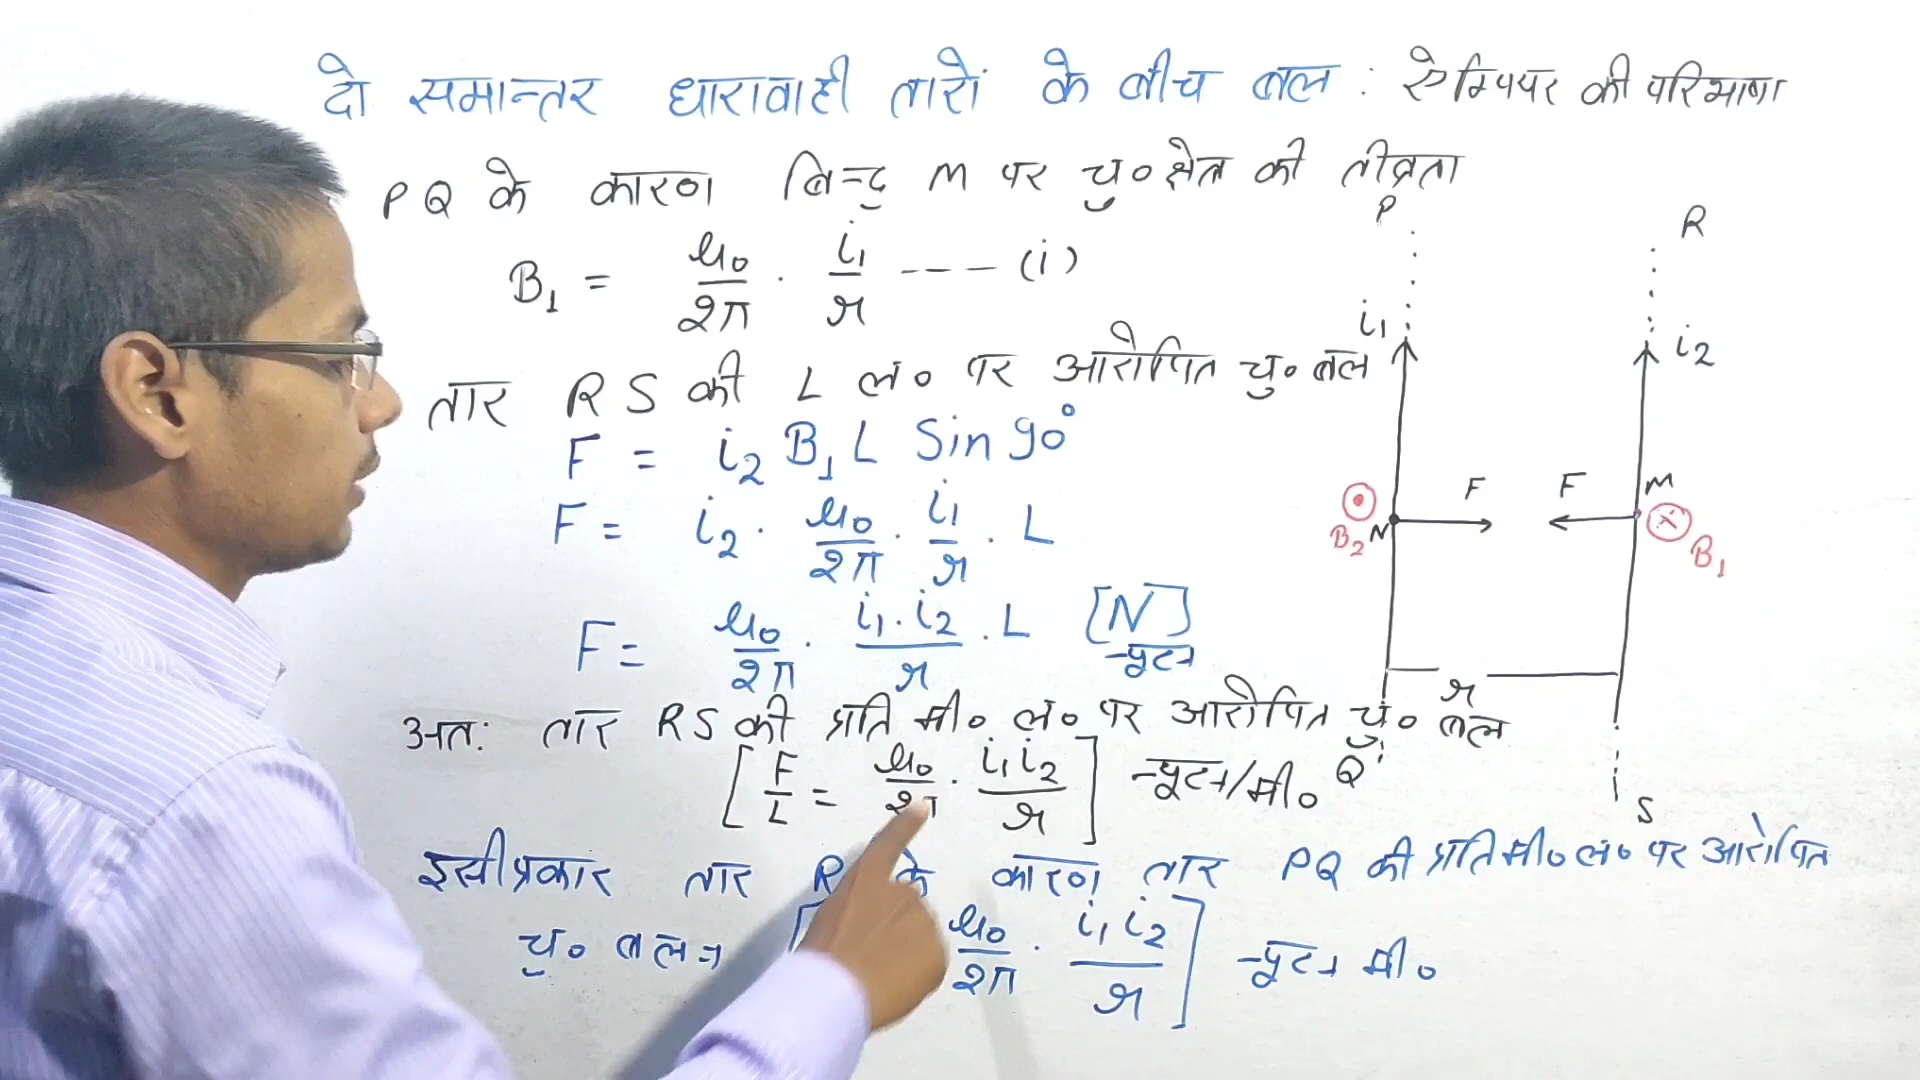 दो समान्तर धारावाही तारों के बीच बल : ऐम्पियर की परिभाषा
PQ के कारण बिन्दु M पर चु० क्षेत्र की तीव्रता
B₁ = μ₀/2π · i₁/r ---- (i)
तार RS की L ल० पर आरोपित चु० बल
F = i₂ B₁ L Sin 90°
F = i₂ · μ₀/2π · i₁/r · L
F = μ₀/2π · i₁·i₂/r · L [N]
न्यूटन
अतः तार RS की प्रति मी० ल० पर आरोपित चु० बल
[F/L = μ₀/2π · i₁i₂/r] न्यूटन/मी०
इसीप्रकार तार R के कारण तार PQ की प्रति मी० ल० पर आरोपित
चु० बल = [ μ₀/2π · i₁i₂/r] न्यूटन मी०
P
R
i₁
i₂
F
F
M
B₂
N
B₁
r
Q
S